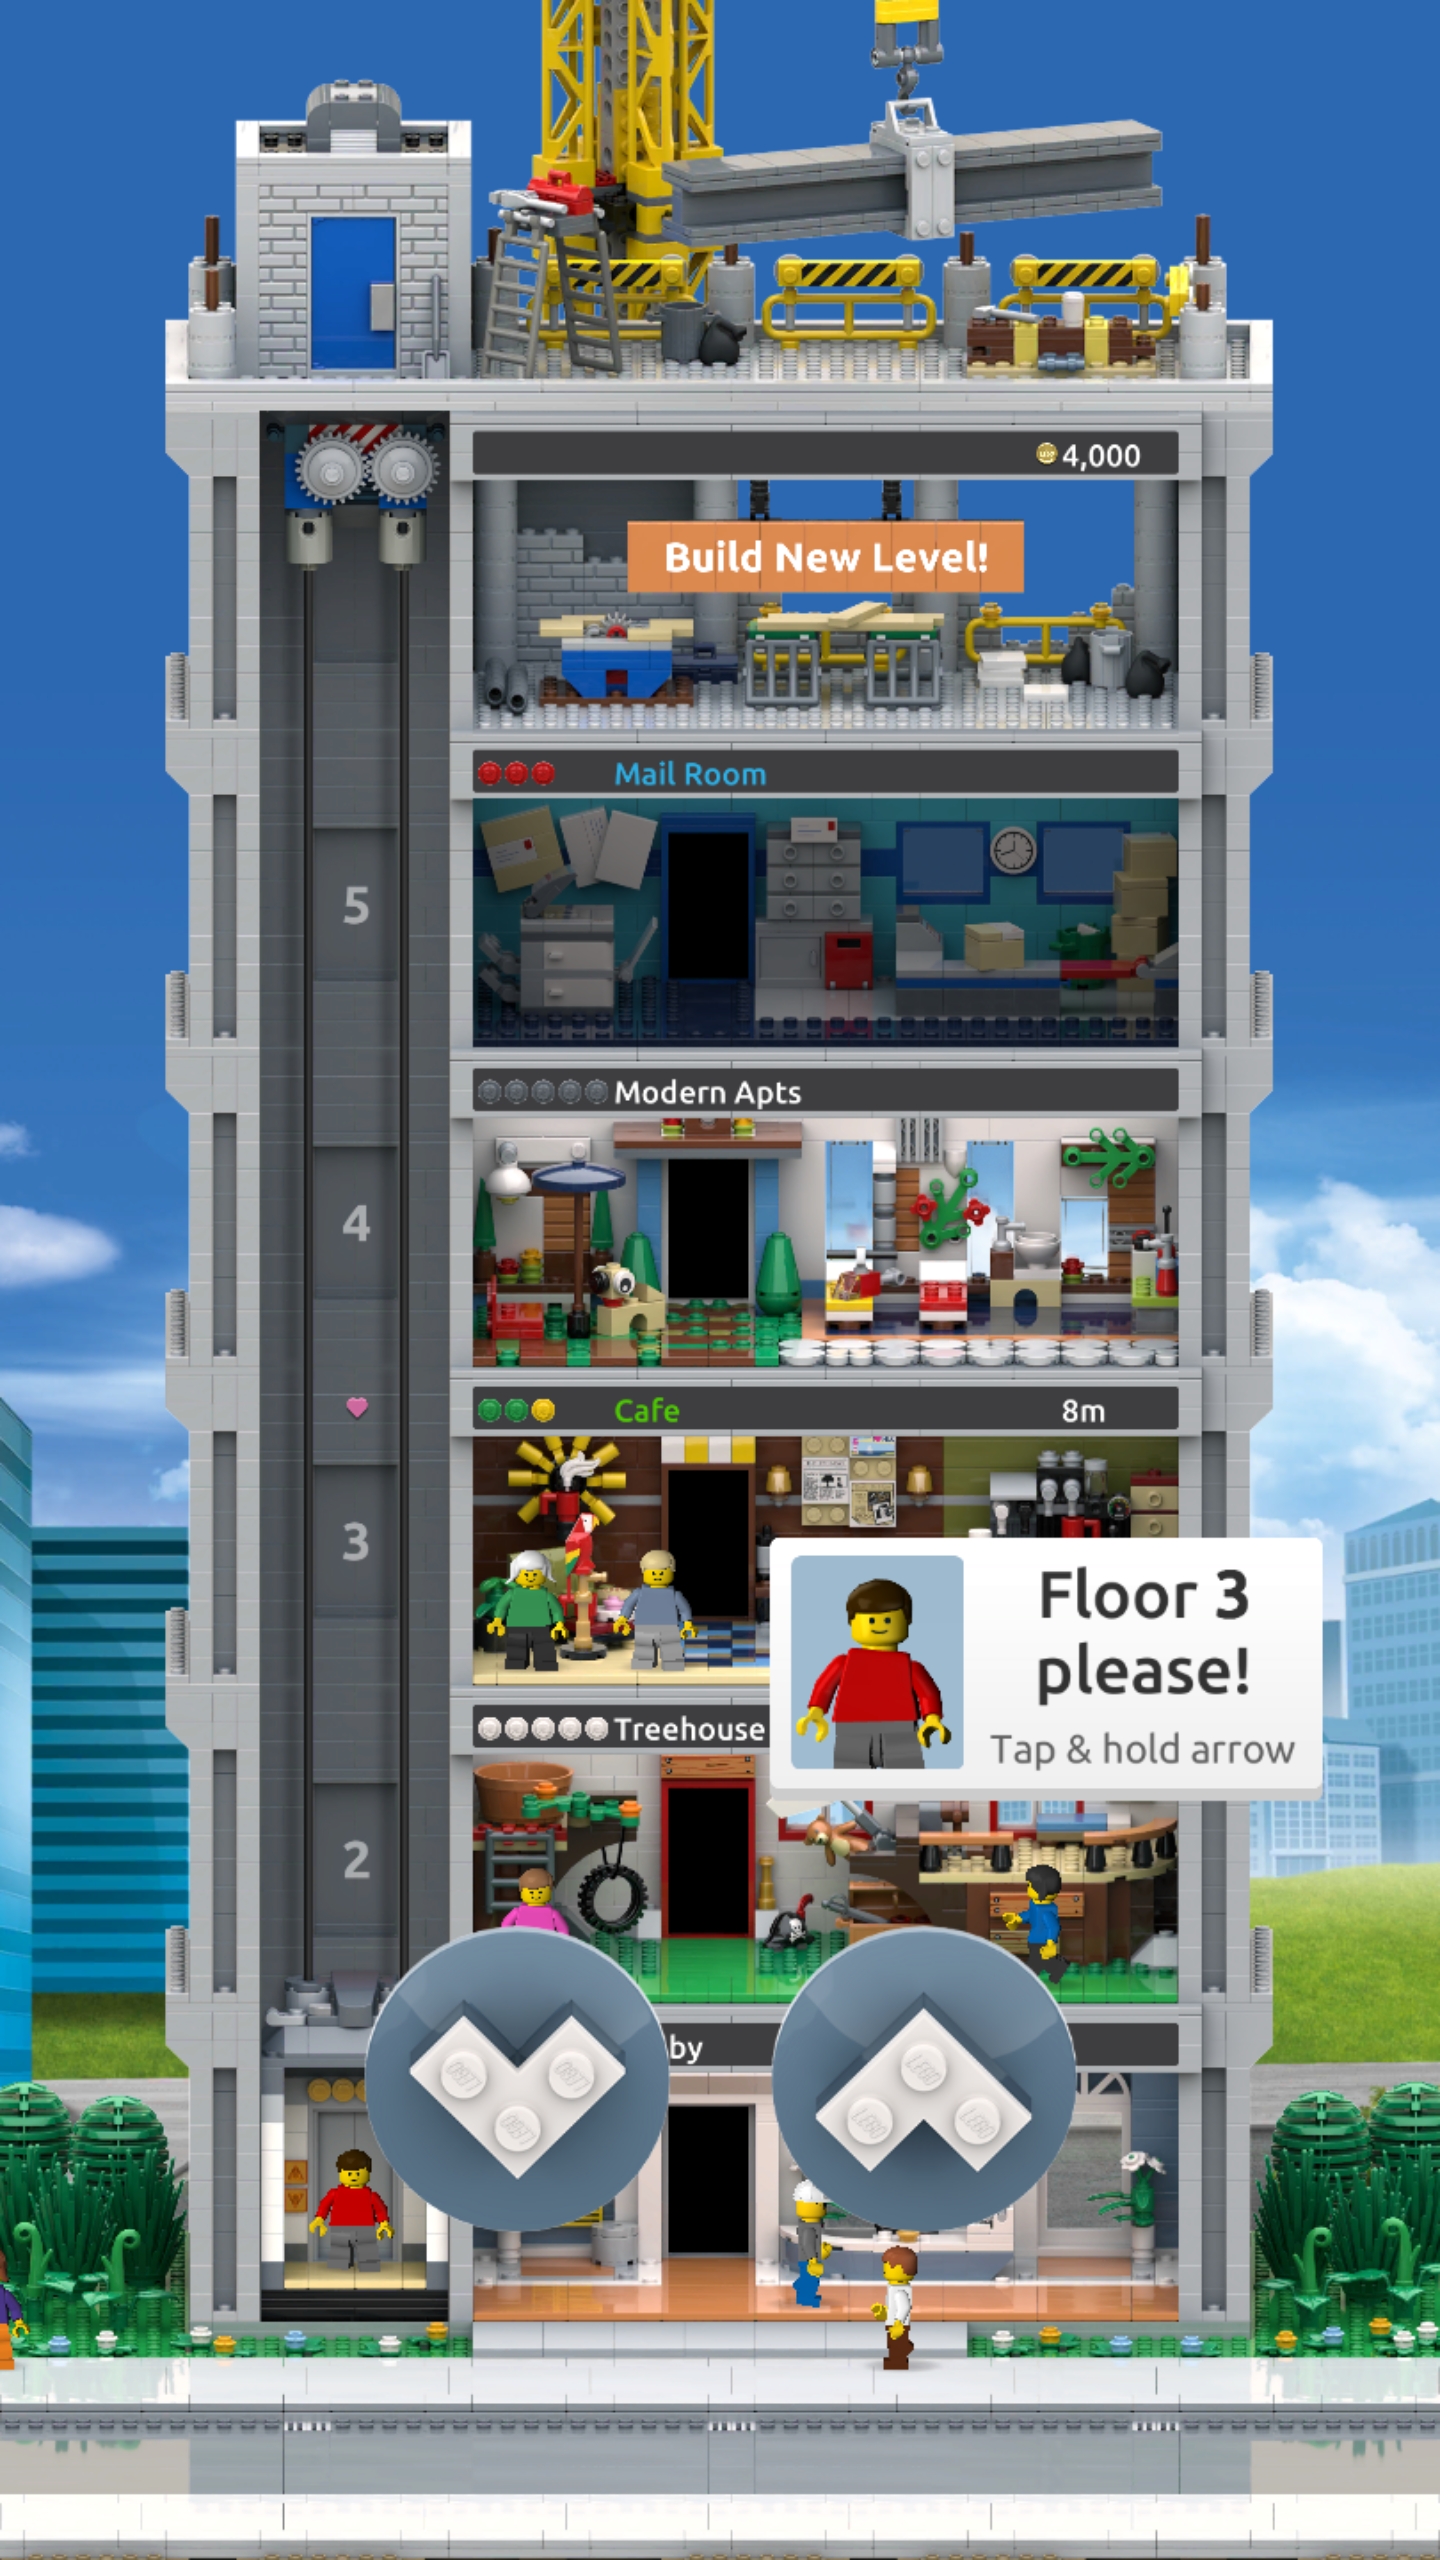 4,000
Build New Level!
Mail Room
5
Modern Apts
4
Cafe 8m
3
Floor 3
please!
Tap & hold arrow
Treehouse
2
by